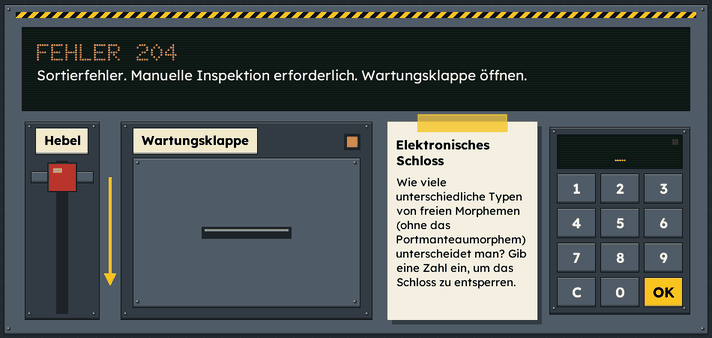 FEHLER 204
Sortierfehler. Manuelle Inspektion erforderlich. Wartungsklappe öffnen.
Hebel
Wartungsklappe
Elektronisches
Schloss
Wie viele
unterschiedliche Typen
von freien Morphemen
(ohne das
Portmanteaumorphem)
unterscheidet man? Gib
eine Zahl ein, um das
Schloss zu entsperren.
1 2 3
4 5 6
7 8 9
C 0 OK